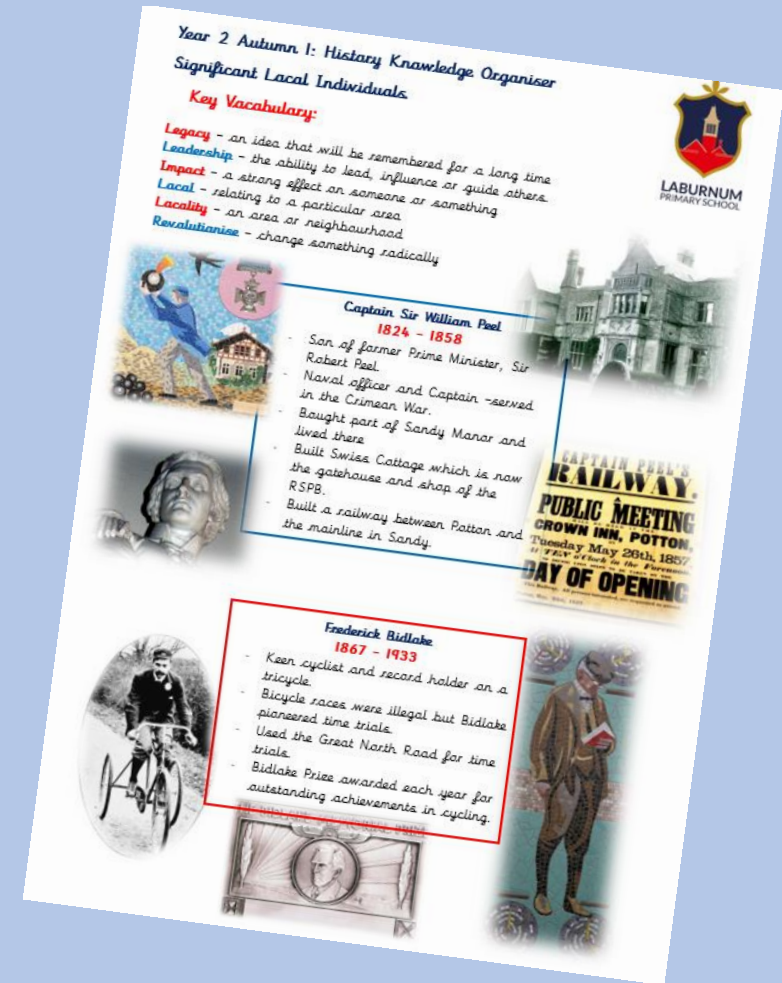 Year 2 Autumn 1: History Knowledge Organiser
Significant Local Individuals
Key Vocabulary:
Legacy - an idea that will be remembered for a long time
Leadership - the ability to lead, influence or guide others.
Impact - a strong effect on someone or something
Local - relating to a particular area
Locality - an area or neighbourhood
Revolutionise - change something radically
LABURNUM
PRIMARY SCHOOL
Captain Sir William Peel
1824 - 1858
- Son of former Prime Minister, Sir
Robert Peel.
- Naval officer and Captain -served
in the Crimean War.
- Bought part of Sandy Manor and
lived there
- Built Swiss Cottage which is now
the gatehouse and shop of the
RSPB.
- Built a railway between Potton and
the mainline in Sandy.
CAPTAIN PEEL'S
RAILWAY.
A
PUBLIC MEETING
CROWN INN, POTTON,
Tuesday May 26th, 1857,
At TEN o'Clock in the Forenoon
DAY OF OPENING
Frederick Bidlake
1867 - 1933
- Keen cyclist and record holder on a
tricycle.
- Bicycle races were illegal but Bidlake
pioneered time trials.
- Used the Great North Road for time
trials.
- Bidlake Prize awarded each year for
outstanding achievements in cycling.